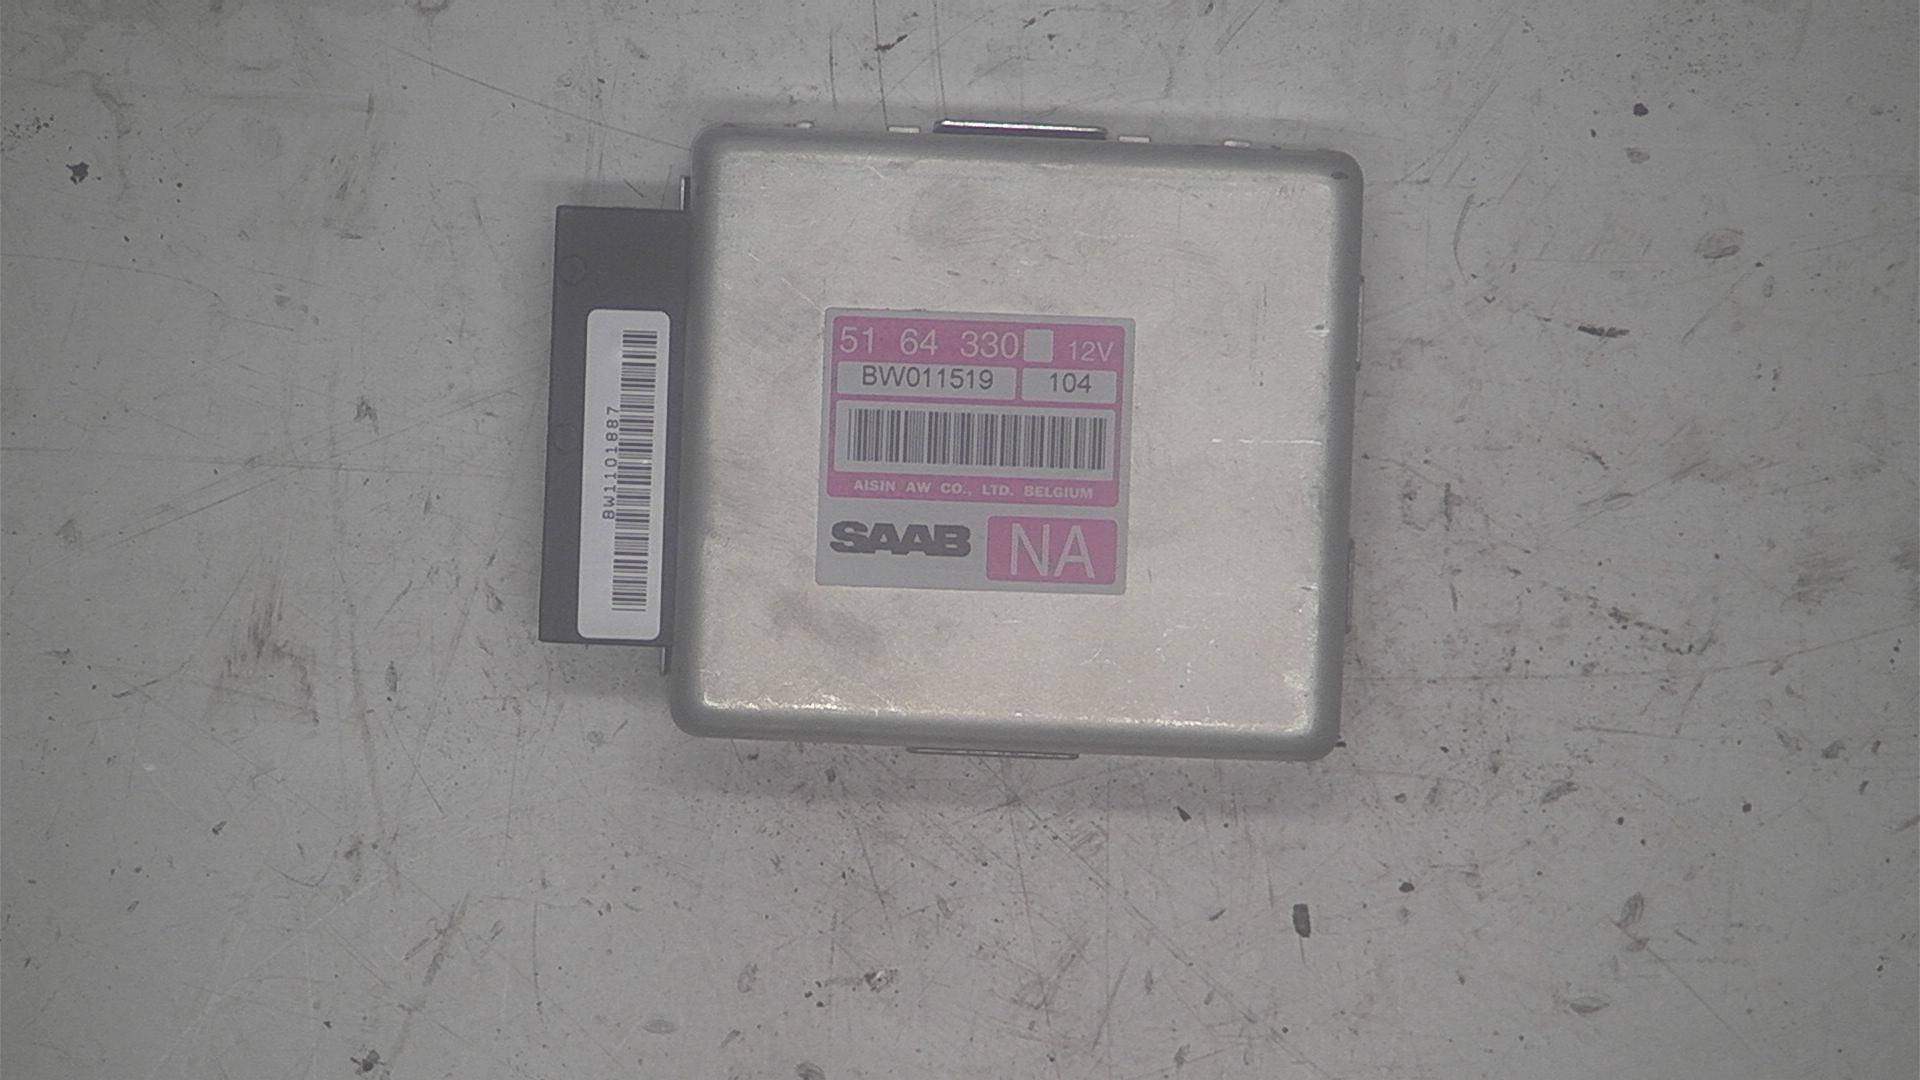 51 64 330 12V
BW011519 104
AISIN AW CO., LTD. BELGIUM
SAAB NA
BW1101887